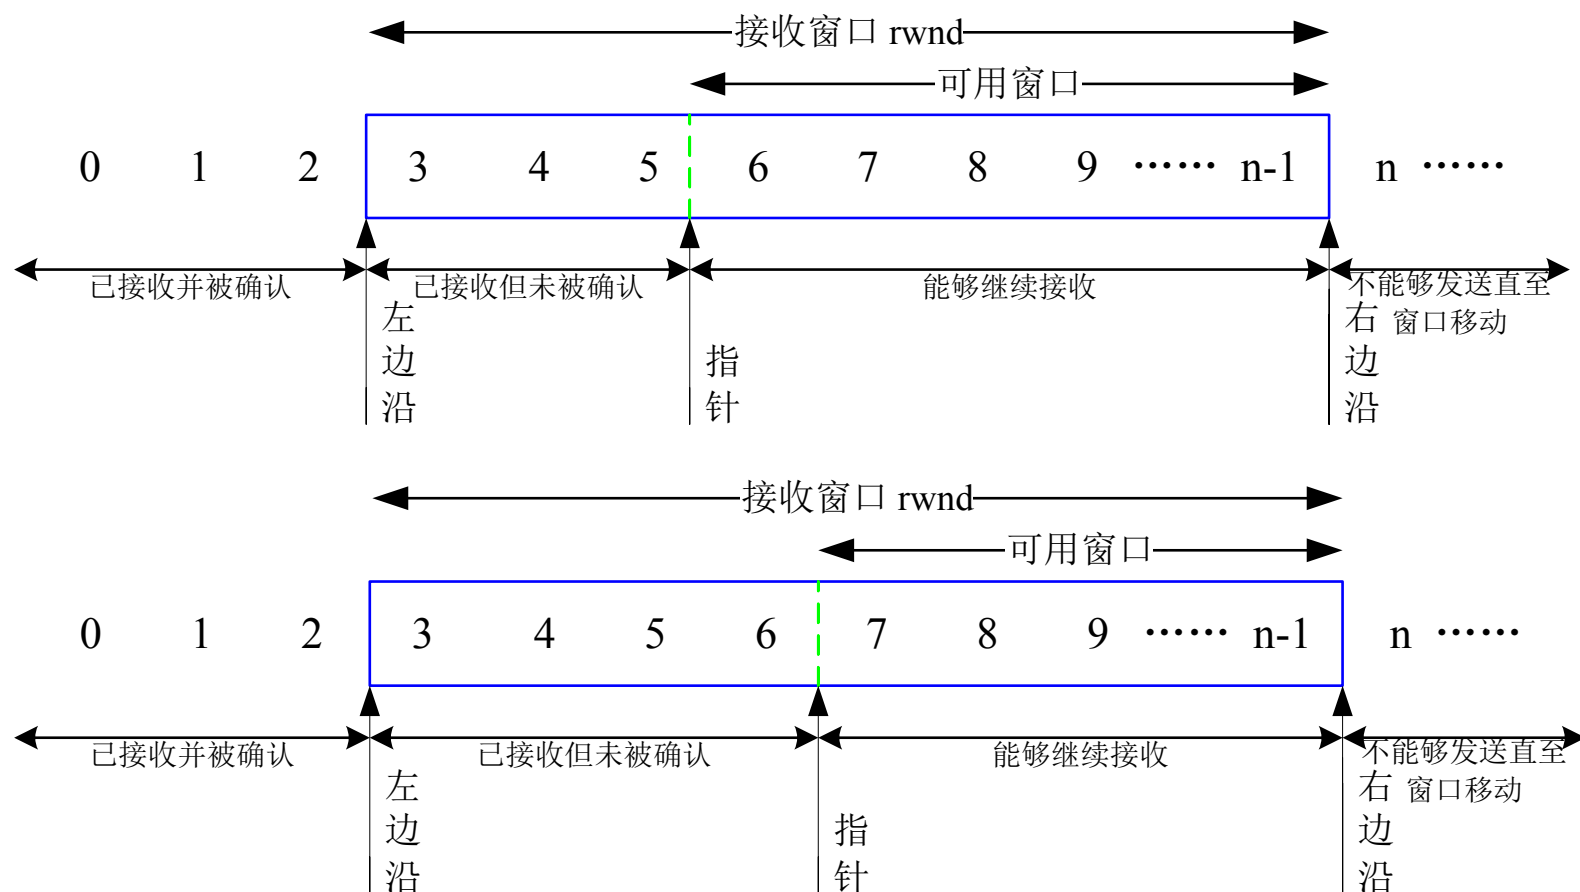 接收窗口 rwnd
可用窗口
0 1 2 3 4 5 6 7 8 9 …… n-1 n ……
已接收并被确认 已接收但未被确认 能够继续接收 不能够发送直至
窗口移动
左边沿
指针
右边沿
接收窗口 rwnd
可用窗口
0 1 2 3 4 5 6 7 8 9 …… n-1 n ……
已接收并被确认 已接收但未被确认 能够继续接收 不能够发送直至
窗口移动
左边沿
指针
右边沿